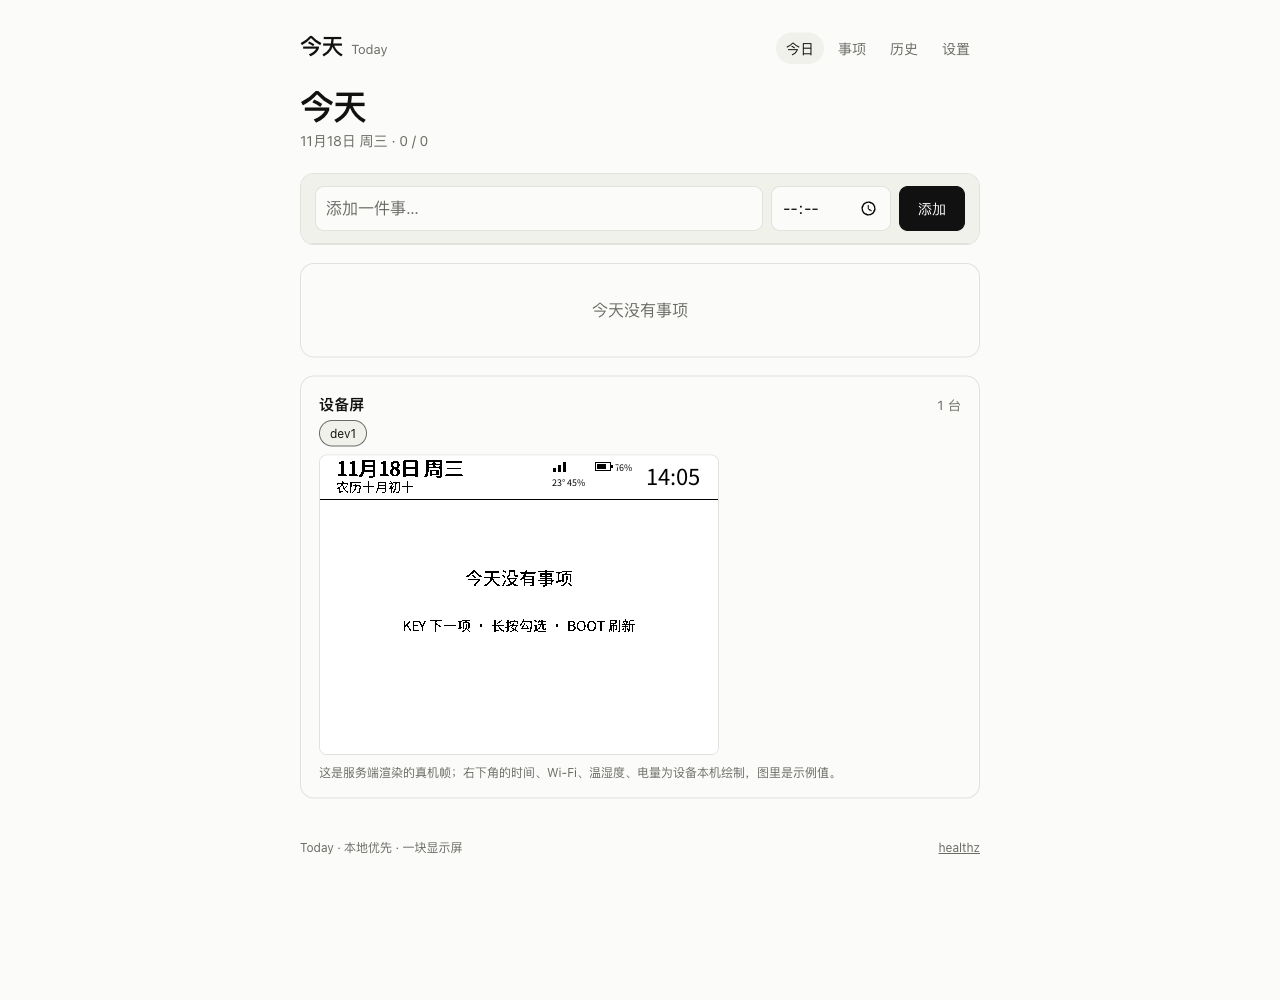 今天 Today 今日 事项 历史 设置
今天
11月18日 周三 · 0 / 0
添加一件事... --:-- 添加
今天没有事项
设备屏 1 台
dev1
11月18日 周三 76% 14:05
农历十月初十 23° 45%
今天没有事项
KEY 下一项 · 长按勾选 · BOOT 刷新
这是服务端渲染的真机帧；右下角的时间、Wi-Fi、温湿度、电量为设备本机绘制，图里是示例值。
Today · 本地优先 · 一块显示屏 healthz